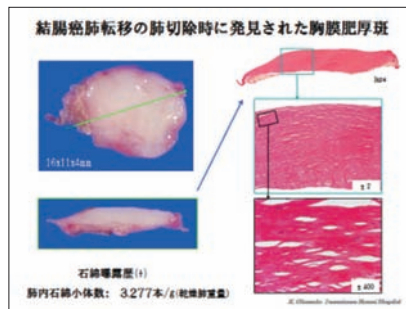 結腸癌肺転移の肺切除時に発見された胸膜肥厚斑
16x11x4mm
x 400
石綿曝露歴(+)
肺内石綿小体数: 3,277本/g(乾燥肺重量)